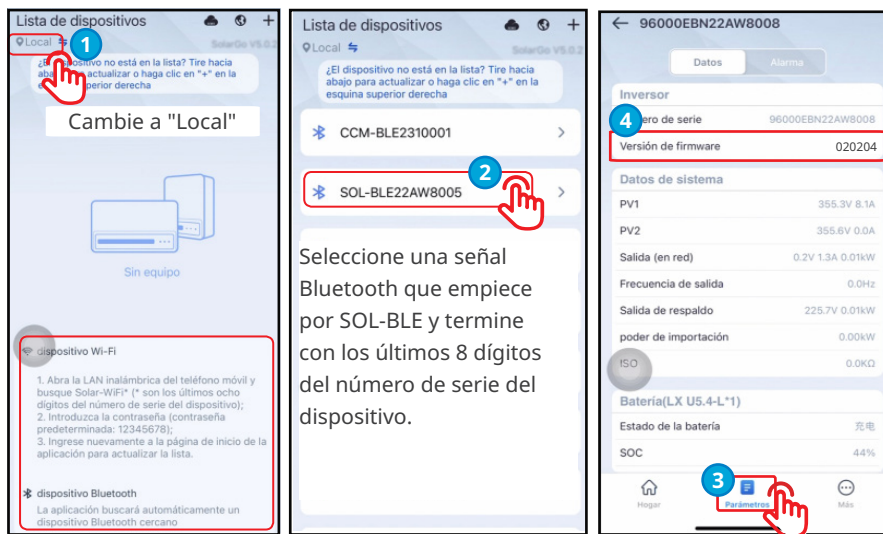 Lista de dispositivos
Local
1
SolarGo V5.0.2
¿El dispositivo no está en la lista? Tire hacia
abajo para actualizar o haga clic en "+" en la
esquina superior derecha
Cambie a "Local"
Sin equipo
dispositivo Wi-Fi
1. Abra la LAN inalámbrica del teléfono móvil y
busque Solar-WiFi* (* son los últimos ocho
dígitos del número de serie del dispositivo);
2. Introduzca la contraseña (contraseña
predeterminada: 12345678);
3. Ingrese nuevamente a la página de inicio de la
aplicación para actualizar la lista.
dispositivo Bluetooth
La aplicación buscará automáticamente un
dispositivo Bluetooth cercano
Lista de dispositivos
Local
SolarGo V5.0.2
¿El dispositivo no está en la lista? Tire hacia
abajo para actualizar o haga clic en "+" en la
esquina superior derecha
CCM-BLE2310001
2
SOL-BLE22AW8005
Seleccione una señal
Bluetooth que empiece
por SOL-BLE y termine
con los últimos 8 dígitos
del número de serie del
dispositivo.
96000EBN22AW8008
Datos Alarma
Inversor
4
ero de serie 96000EBN22AW8008
Versión de firmware 020204
Datos de sistema
PV1 355.3V 8.1A
PV2 355.6V 0.0A
Salida (en red) 0.2V 1.3A 0.01kW
Frecuencia de salida 0.0Hz
Salida de respaldo 225.7V 0.01kW
poder de importación 0.00kW
ISO 0.0KΩ
Batería(LX U5.4-L*1)
Estado de la batería 充电
SOC 44%
3
Hogar Parámetros Más